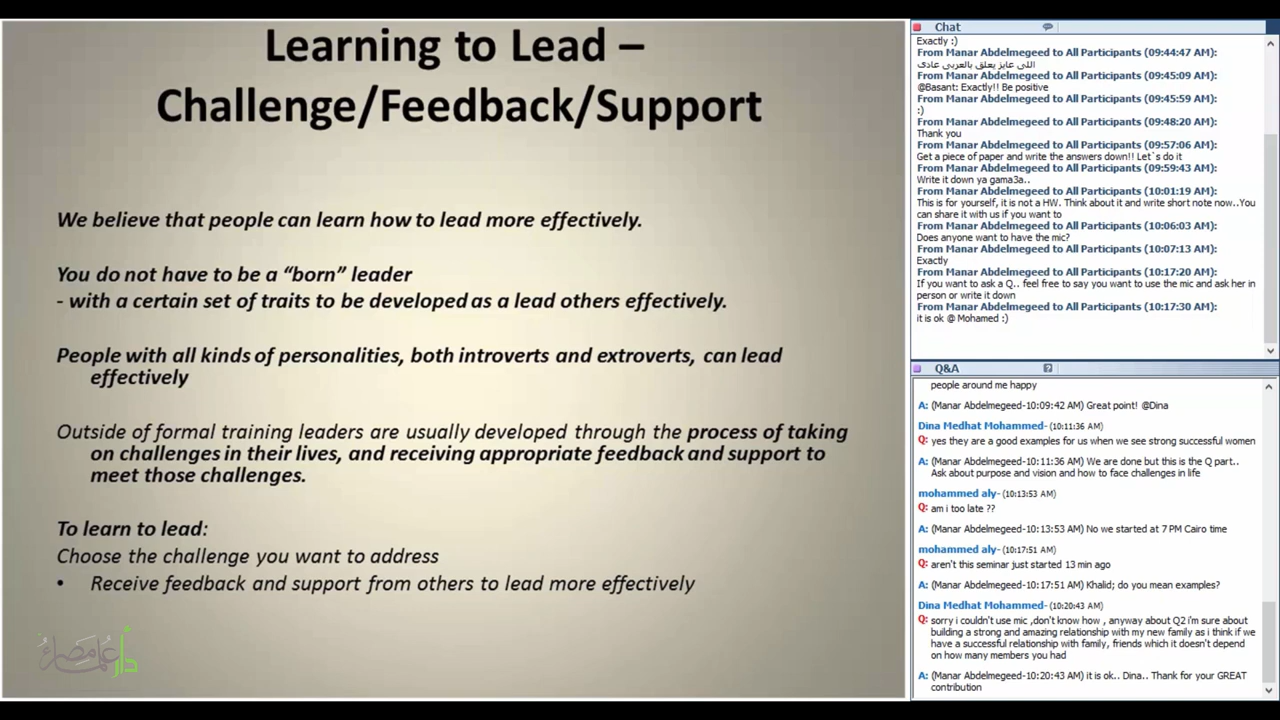 Learning to Lead –
Challenge/Feedback/Support
We believe that people can learn how to lead more effectively.
You do not have to be a “born” leader
- with a certain set of traits to be developed as a lead others effectively.
People with all kinds of personalities, both introverts and extroverts, can lead
effectively
Outside of formal training leaders are usually developed through the process of taking
on challenges in their lives, and receiving appropriate feedback and support to
meet those challenges.
To learn to lead:
Choose the challenge you want to address
• Receive feedback and support from others to lead more effectively
Chat
Exactly :)
From Manar Abdelmegeed to All Participants (09:44:47 AM):
اللى عايز يعلق بالعربى عادى
From Manar Abdelmegeed to All Participants (09:45:09 AM):
@Basant: Exactly!! Be positive
From Manar Abdelmegeed to All Participants (09:45:59 AM):
:)
From Manar Abdelmegeed to All Participants (09:48:20 AM):
Thank you
From Manar Abdelmegeed to All Participants (09:57:06 AM):
Get a piece of paper and write the answers down!! Let`s do it
From Manar Abdelmegeed to All Participants (09:59:43 AM):
Write it down ya gama3a..
From Manar Abdelmegeed to All Participants (10:01:19 AM):
This is for yourself, it is not a HW. Think about it and write short note now..You
can share it with us if you want to
From Manar Abdelmegeed to All Participants (10:06:03 AM):
Does anyone want to have the mic?
From Manar Abdelmegeed to All Participants (10:07:13 AM):
Exactly
From Manar Abdelmegeed to All Participants (10:17:20 AM):
If you want to ask a Q.. feel free to say you want to use the mic and ask her in
person or write it down
From Manar Abdelmegeed to All Participants (10:17:30 AM):
it is ok @ Mohamed :)
Q&A
people around me happy
A: (Manar Abdelmegeed-10:09:42 AM) Great point! @Dina
Dina Medhat Mohammed- (10:11:36 AM)
Q: yes they are a good examples for us when we see strong successful women
A: (Manar Abdelmegeed-10:11:36 AM) We are done but this is the Q part..
Ask about purpose and vision and how to face challenges in life
mohammed aly- (10:13:53 AM)
Q: am i too late ??
A: (Manar Abdelmegeed-10:13:53 AM) No we started at 7 PM Cairo time
mohammed aly- (10:17:51 AM)
Q: aren't this seminar just started 13 min ago
A: (Manar Abdelmegeed-10:17:51 AM) Khalid; do you mean examples?
Dina Medhat Mohammed- (10:20:43 AM)
Q: sorry i couldn't use mic ,don't know how , anyway about Q2 i'm sure about
building a strong and amazing relationship with my new family as i think if we
have a successful relationship with family, friends which it doesn't depend
on how many members you had
A: (Manar Abdelmegeed-10:20:43 AM) it is ok.. Dina.. Thank for your GREAT
contribution